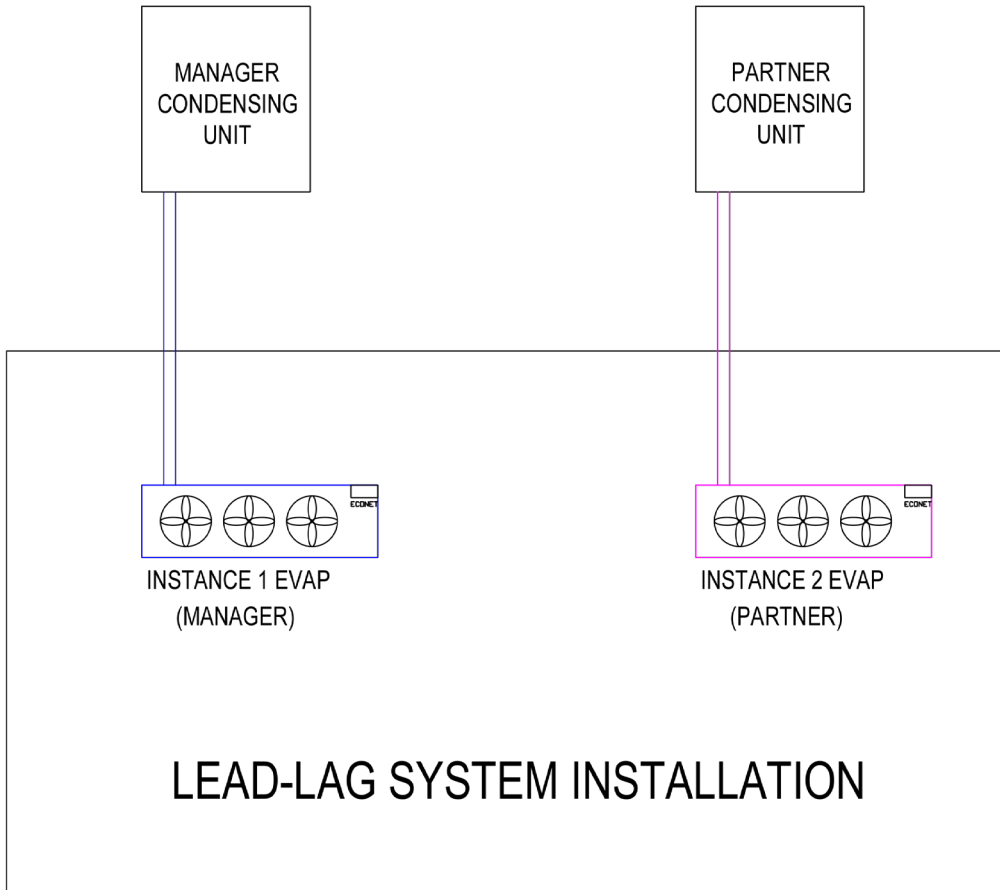 MANAGER
CONDENSING
UNIT
PARTNER
CONDENSING
UNIT
ECONET
ECONET
INSTANCE 1 EVAP
(MANAGER)
INSTANCE 2 EVAP
(PARTNER)
LEAD-LAG SYSTEM INSTALLATION